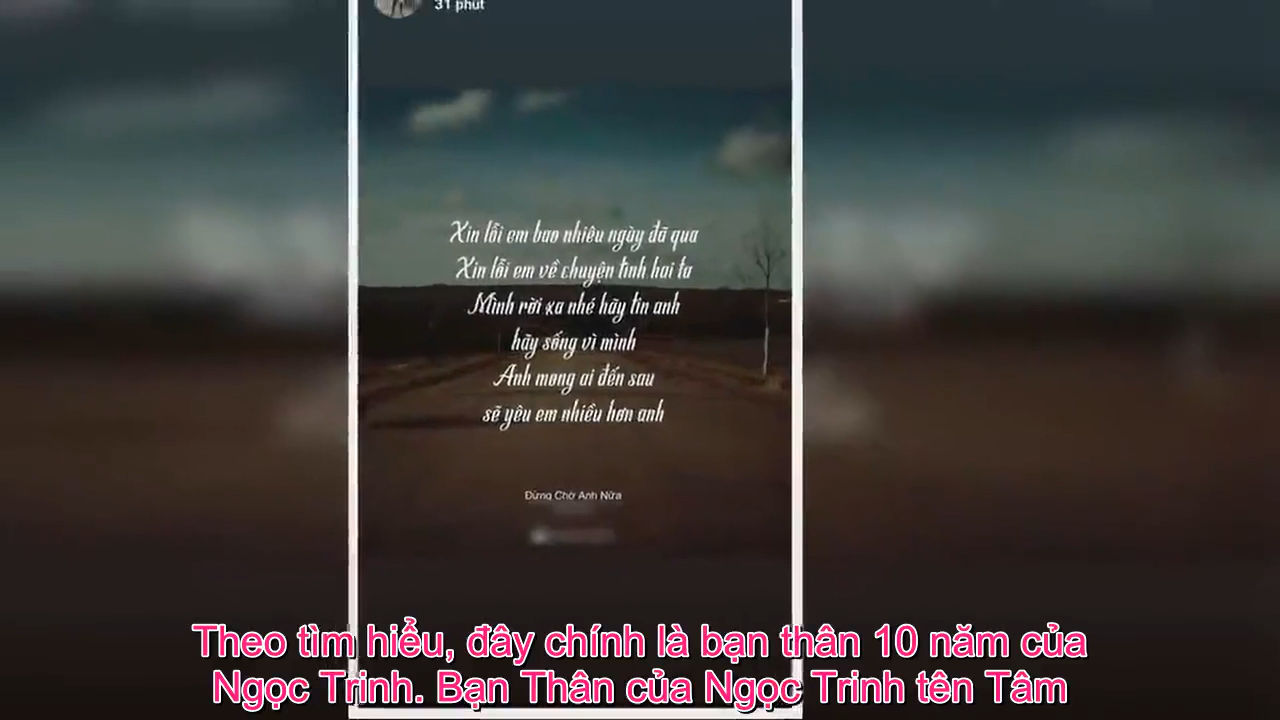 31 phút
Xin lỗi em bao nhiêu ngày đã qua
Xin lỗi em về chuyện tình hai ta
Mình rời xa nhé hãy tin anh
hãy sống vì mình
Anh mong ai đến sau
sẽ yêu em nhiều hơn anh
Đừng Chờ Anh Nữa
Theo tìm hiểu, đây chính là bạn thân 10 năm của
Ngọc Trinh. Bạn Thân của Ngọc Trinh tên Tâm